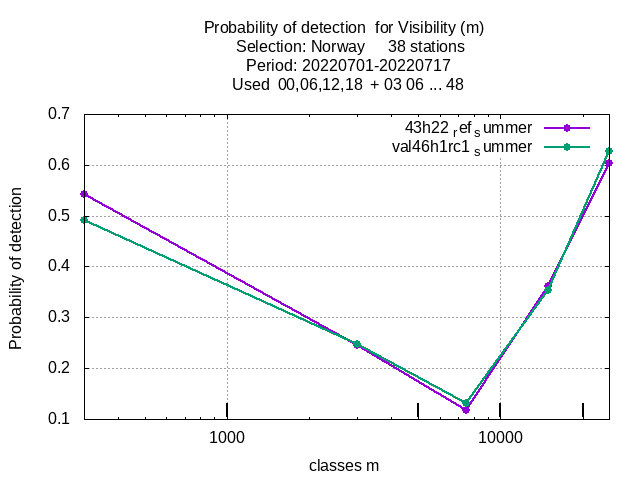 Probability of detection  for Visibility (m)
Selection: Norway     38 stations
Period: 20220701-20220717
Used  00,06,12,18  + 03 06 ... 48
43h22 ref summer
val46h1rc1 summer
0.7
0.6
0.5
0.4
0.3
0.2
0.1
Probability of detection
1000
10000
classes m